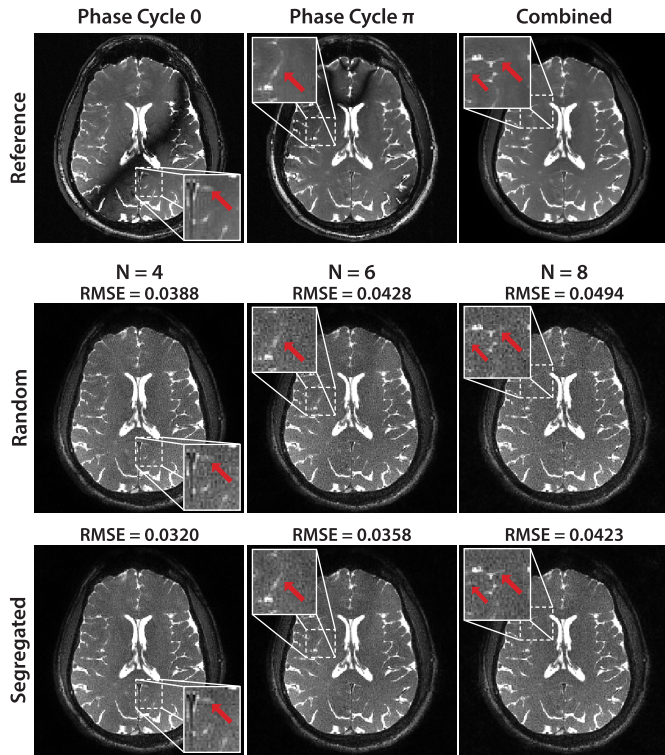 Phase Cycle 0
Phase Cycle π
Combined
Reference
N = 4
RMSE = 0.0388
N = 6
RMSE = 0.0428
N = 8
RMSE = 0.0494
Random
RMSE = 0.0320
RMSE = 0.0358
RMSE = 0.0423
Segregated